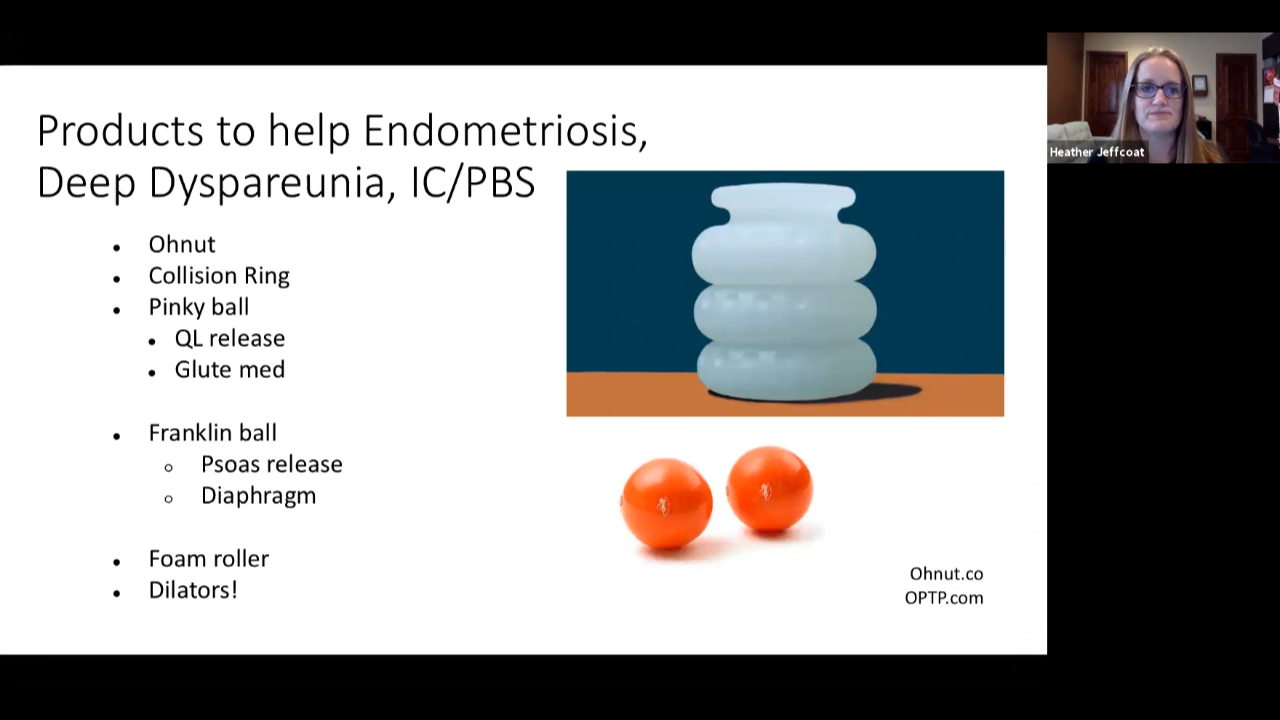 Products to help Endometriosis,
Deep Dyspareunia, IC/PBS
• Ohnut
• Collision Ring
• Pinky ball
• QL release
• Glute med
• Franklin ball
○ Psoas release
○ Diaphragm
• Foam roller
• Dilators!
Ohnut.co
OPTP.com
Heather Jeffcoat